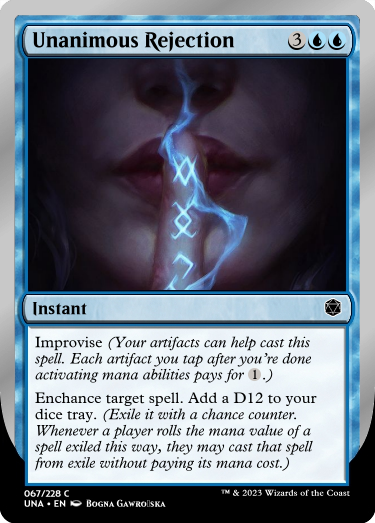 Unanimous Rejection 3
Instant
Improvise (Your artifacts can help cast this
spell. Each artifact you tap after you're done
activating mana abilities pays for 1.)
Enchance target spell. Add a D12 to your
dice tray. (Exile it with a chance counter.
Whenever a player rolls the mana value of a
spell exiled this way, they may cast that spell
from exile without paying its mana cost.)
067/228 C
™ & 2023 Wizards of the Coast
UNA • EN Bogna Gawrońska